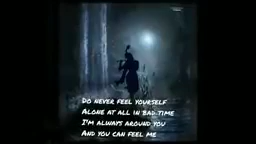 Do never feel yourself
Alone at all in bad time
I'm always around you
And you can feel me